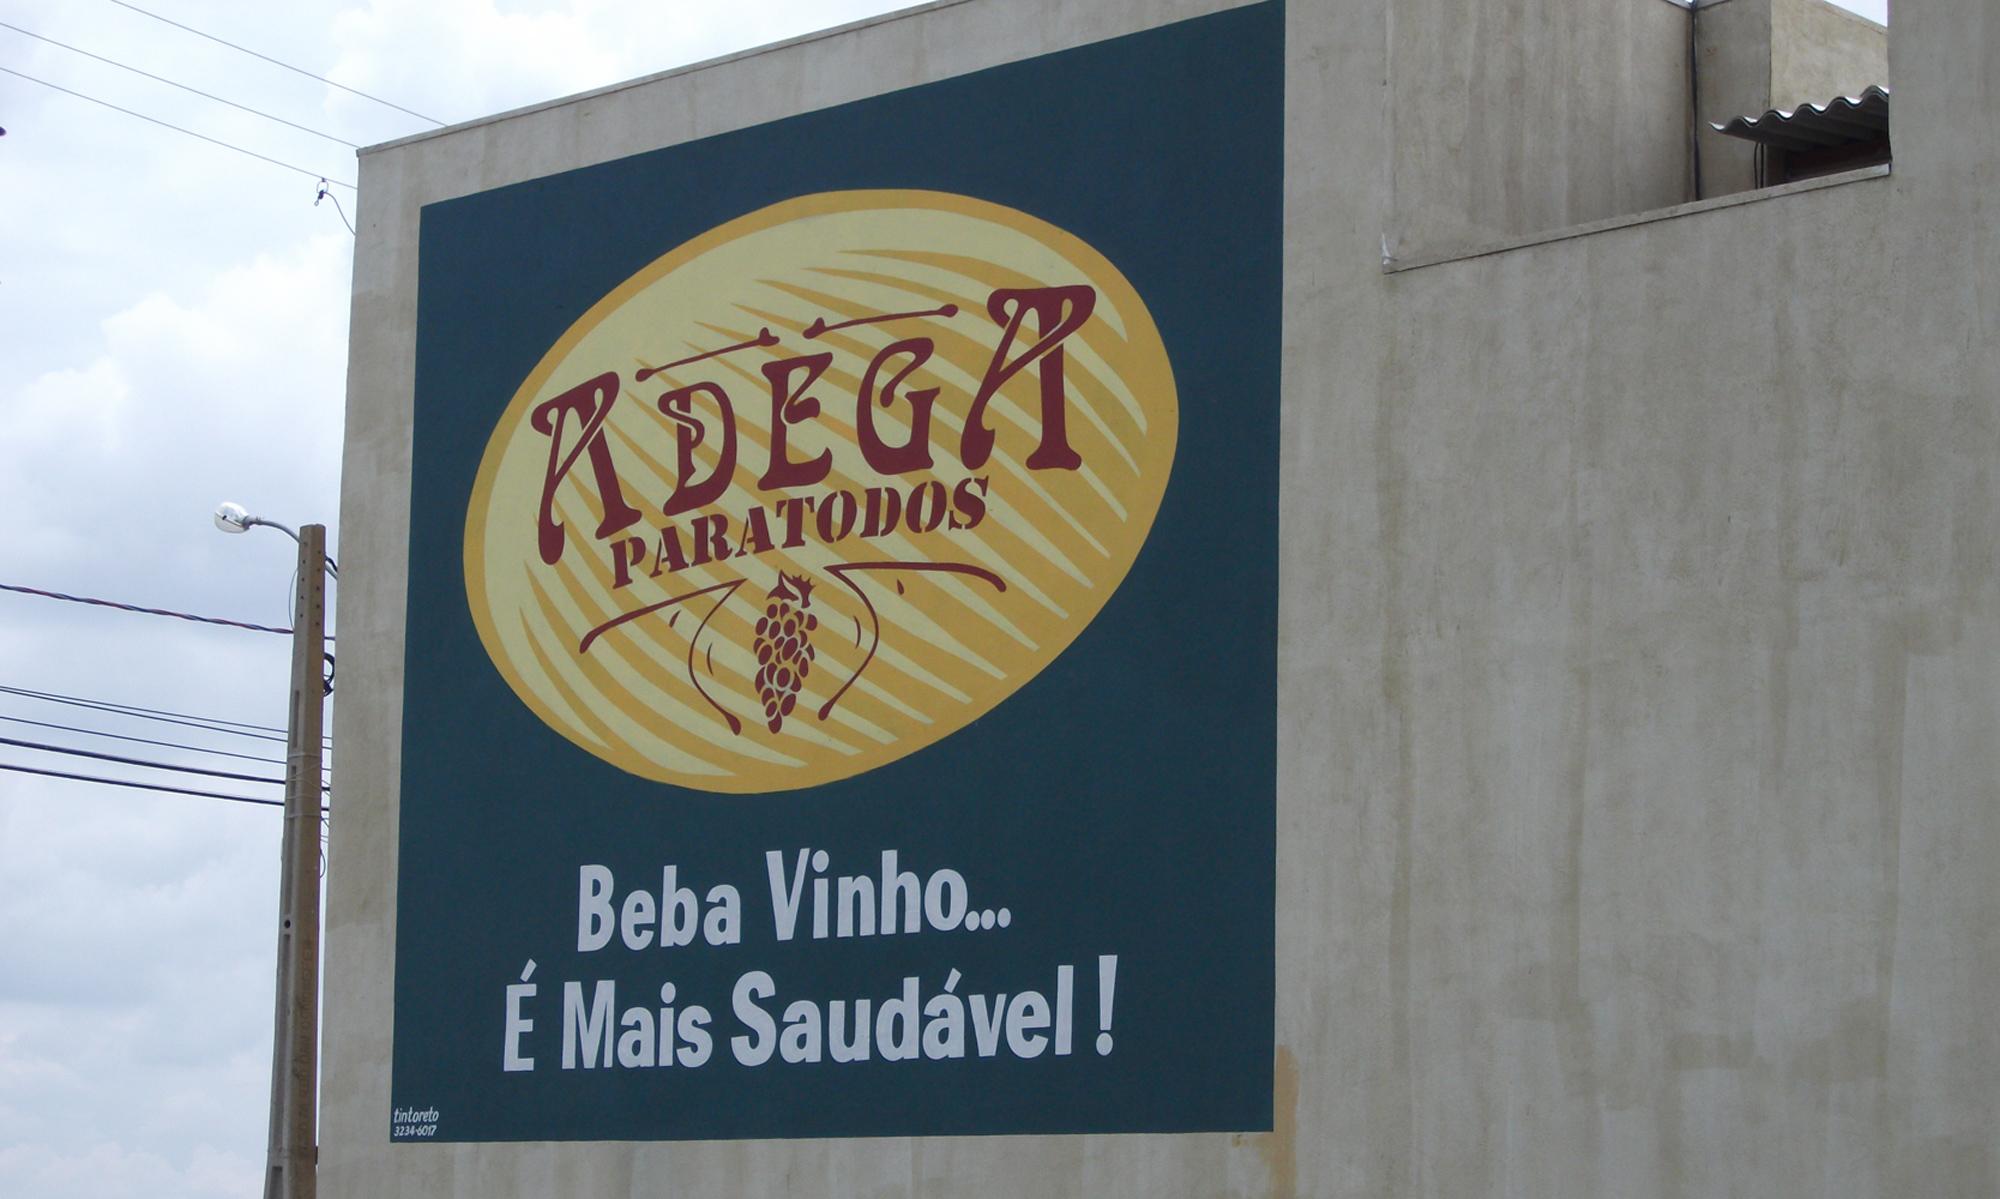 ADEGA
PARATODOS
Beba Vinho...
É Mais Saudável!
tintoreto
3234-6017